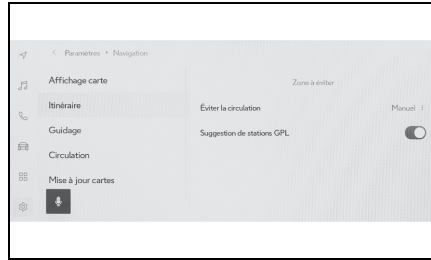 Paramètres • Navigation
Affichage carte
Zone à éviter
Itinéraire
Éviter la circulation
Manuel
Guidage
Suggestion de stations GPL
Circulation
Mise à jour cartes